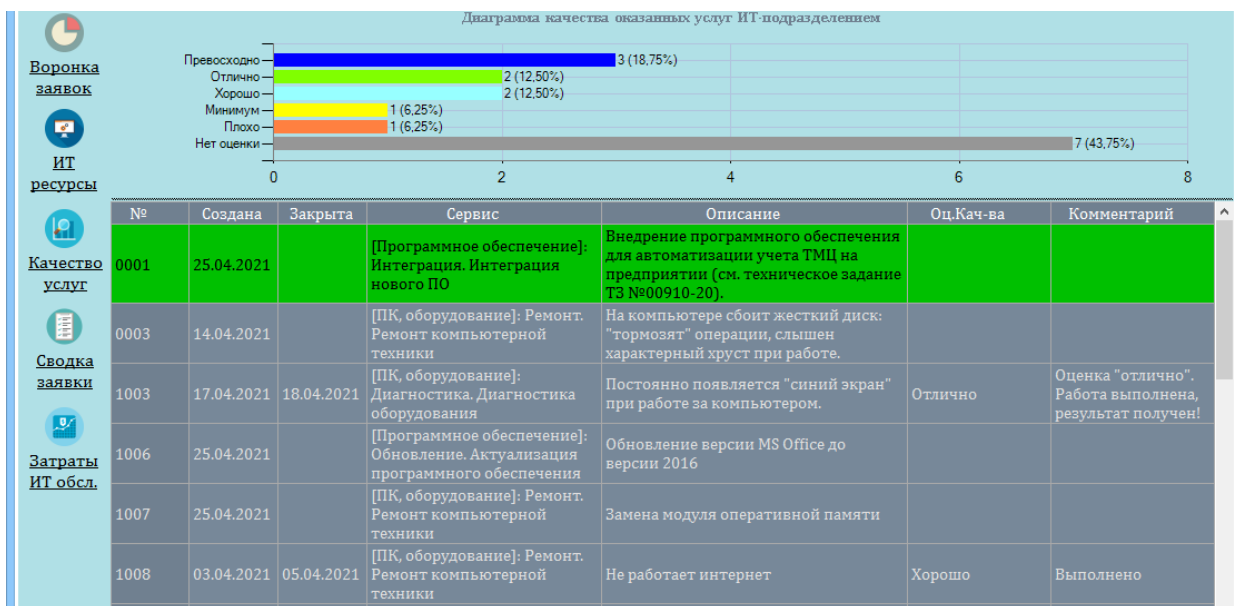 Диаграмма качества оказанных услуг ИТ-подразделением
Воронка
заявок
ИТ
ресурсы
Качество
услуг
Сводка
заявки
Затраты
ИТ обсл.
Превосходно
3 (18,75%)
Отлично
2 (12,50%)
Хорошо
2 (12,50%)
Минимум
1 (6,25%)
Плохо
1 (6,25%)
Нет оценки
7 (43,75%)
0 2 4 6 8
№ Создана Закрыта Сервис Описание Оц.Кач-ва Комментарий
0001 25.04.2021
[Программное обеспечение]:
Интеграция. Интеграция
нового ПО
Внедрение программного обеспечения
для автоматизации учета ТМЦ на
предприятии (см. техническое задание
ТЗ №00910-20).
0003 14.04.2021
[ПК, оборудование]: Ремонт.
Ремонт компьютерной
техники
На компьютере сбоит жесткий диск:
"тормозят" операции, слышен
характерный хруст при работе.
1003 17.04.2021 18.04.2021
[ПК, оборудование]:
Диагностика. Диагностика
оборудования
Постоянно появляется "синий экран"
при работе за компьютером.
Отлично
Оценка "отлично".
Работа выполнена,
результат получен!
1006 25.04.2021
[Программное обеспечение]:
Обновление. Актуализация
программного обеспечения
Обновление версии MS Office до
версии 2016
1007 25.04.2021
[ПК, оборудование]: Ремонт.
Ремонт компьютерной
техники
Замена модуля оперативной памяти
1008 03.04.2021 05.04.2021
[ПК, оборудование]: Ремонт.
Ремонт компьютерной
техники
Не работает интернет
Хорошо
Выполнено